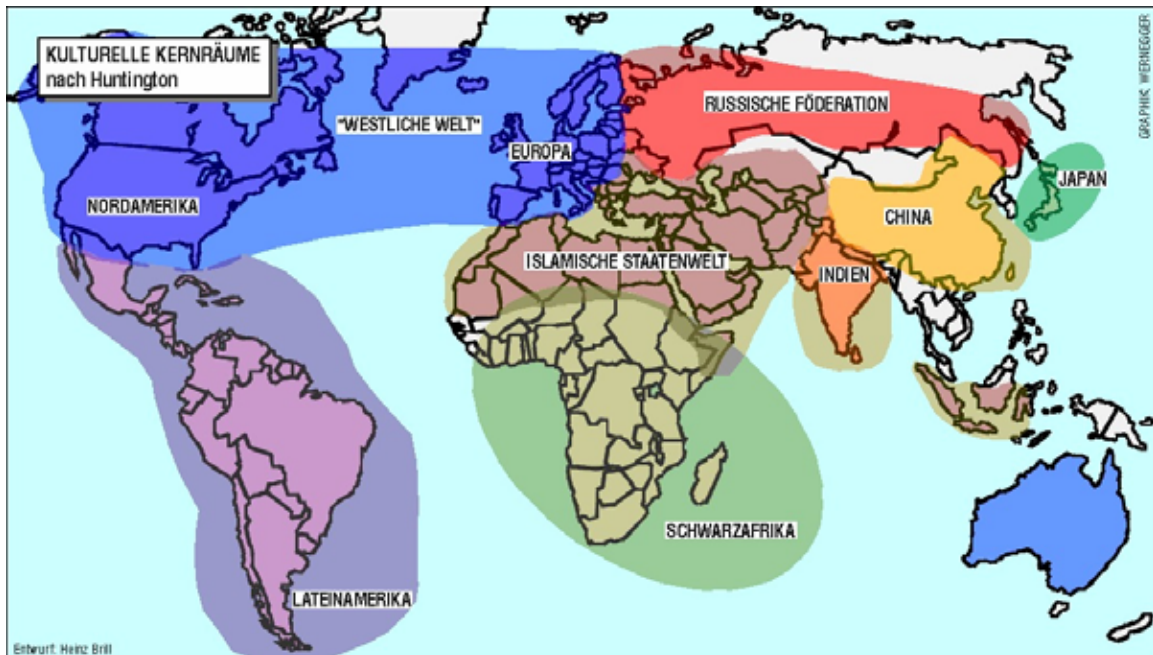 KULTURELLE KERNRÄUME
nach Huntington
GRAPHIK WERNEGGER
RUSSISCHE FÖDERATION
"WESTLICHE WELT"
EUROPA
JAPAN
NORDAMERIKA
CHINA
ISLAMISCHE STAATENWELT
INDIEN
SCHWARZAFRIKA
LATEINAMERIKA
Entwurf: Heinz Brill